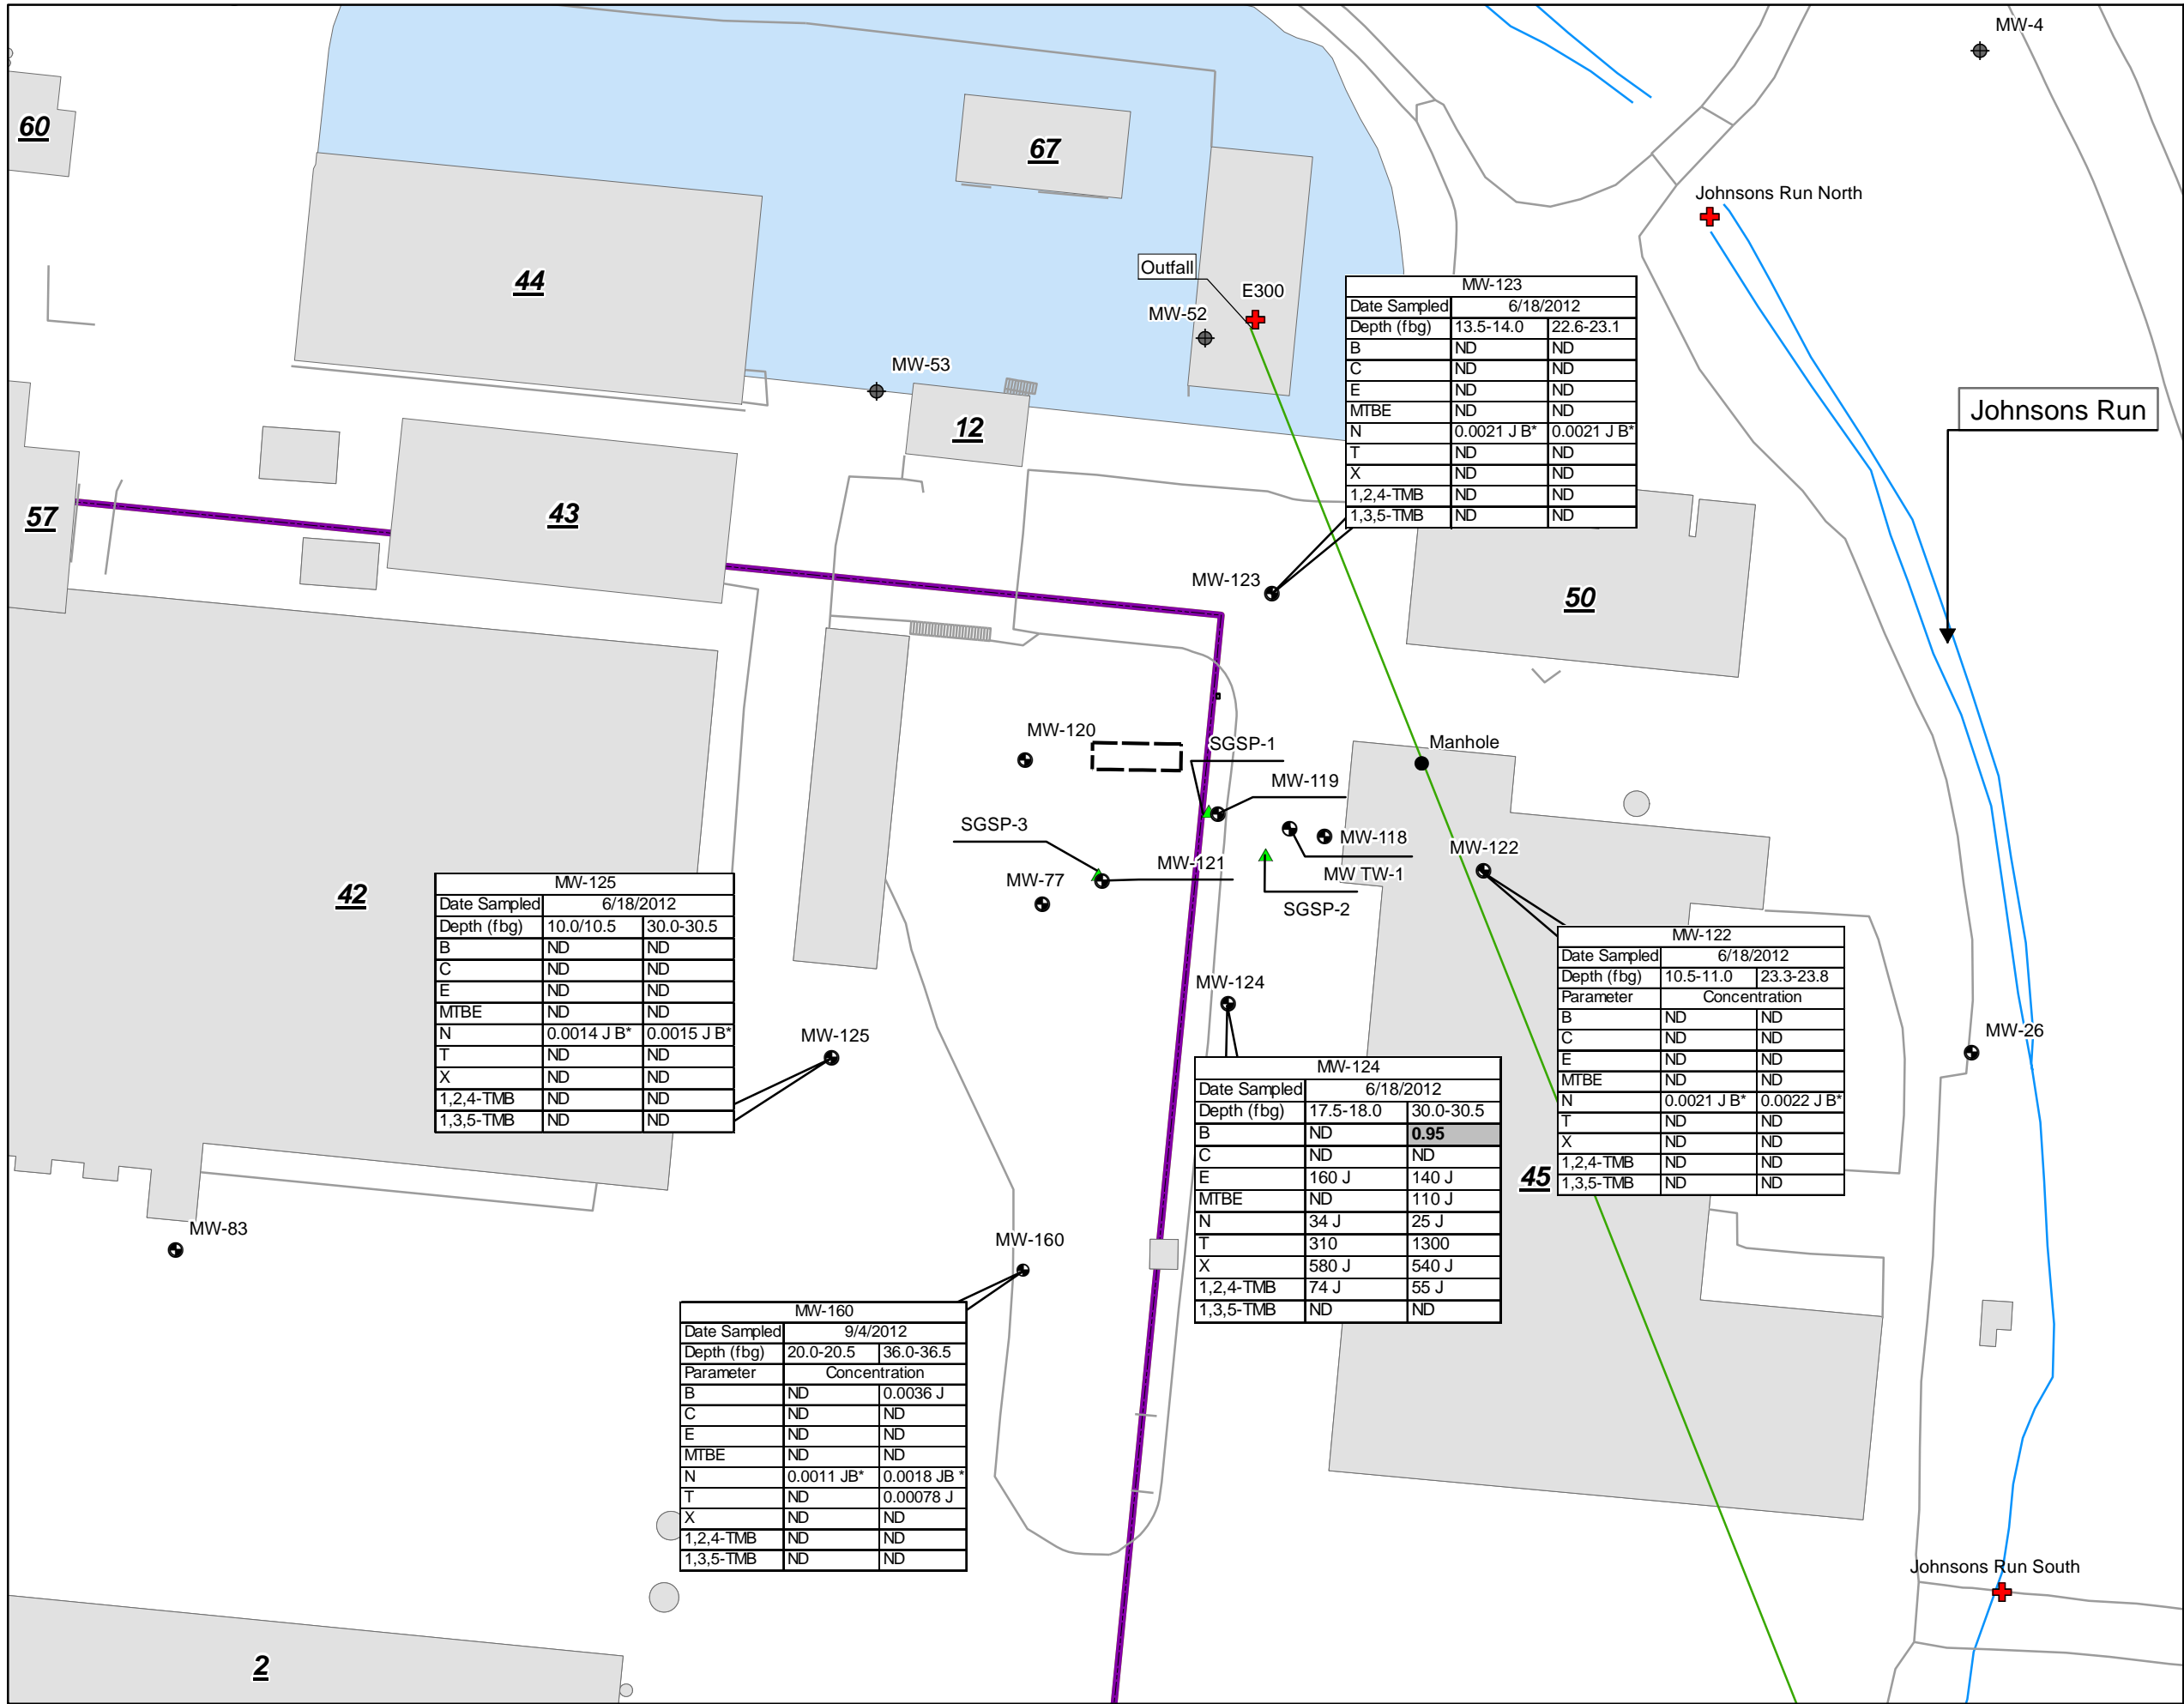 MW-4
60
67
Johnsons Run North
44
Outfall
E300
MW-52
MW-53
12
Johnsons Run
MW-123
Date Sampled 6/18/2012
Depth (fbg) 13.5-14.0 22.6-23.1
B ND ND
C ND ND
E ND ND
MTBE ND ND
N 0.0021 J B* 0.0021 J B*
T ND ND
X ND ND
1,2,4-TMB ND ND
1,3,5-TMB ND ND
57
43
MW-123
50
MW-120
SGSP-1
Manhole
MW-119
SGSP-3
MW-118
MW-121
MW-122
MW TW-1
MW-77
SGSP-2
42
MW-125
Date Sampled 6/18/2012
Depth (fbg) 10.0/10.5 30.0-30.5
B ND ND
C ND ND
E ND ND
MTBE ND ND
N 0.0014 J B* 0.0015 J B*
T ND ND
X ND ND
1,2,4-TMB ND ND
1,3,5-TMB ND ND
MW-125
MW-124
MW-122
Date Sampled 6/18/2012
Depth (fbg) 10.5-11.0 23.3-23.8
Parameter Concentration
B ND ND
C ND ND
E ND ND
MTBE ND ND
N 0.0021 J B* 0.0022 J B*
T ND ND
X ND ND
1,2,4-TMB ND ND
1,3,5-TMB ND ND
MW-26
MW-124
Date Sampled 6/18/2012
Depth (fbg) 17.5-18.0 30.0-30.5
B ND 0.95
C ND ND
E 160 J 140 J
MTBE ND 110 J
N 34 J 25 J
T 310 1300
X 580 J 540 J
1,2,4-TMB 74 J 55 J
1,3,5-TMB ND ND
45
MW-83
MW-160
MW-160
Date Sampled 9/4/2012
Depth (fbg) 20.0-20.5 36.0-36.5
Parameter Concentration
B ND 0.0036 J
C ND ND
E ND ND
MTBE ND ND
N 0.0011 JB* 0.0018 JB *
T ND 0.00078 J
X ND ND
1,2,4-TMB ND ND
1,3,5-TMB ND ND
Johnsons Run South
2